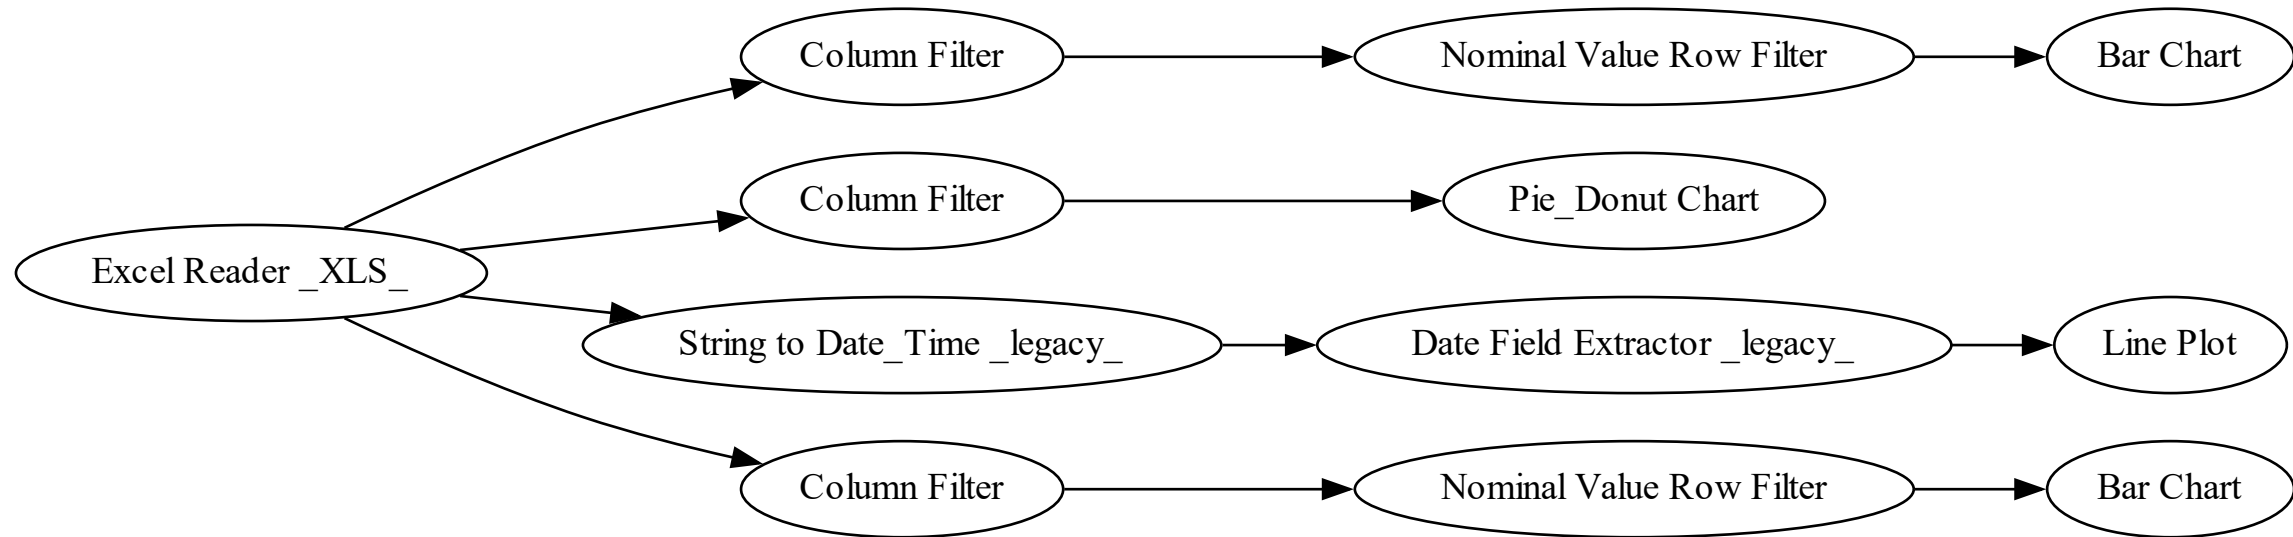 Column Filter
Nominal Value Row Filter
Bar Chart
Column Filter
Pie_Donut Chart
Excel Reader _XLS_
String to Date_Time _legacy_
Date Field Extractor _legacy_
Line Plot
Column Filter
Nominal Value Row Filter
Bar Chart